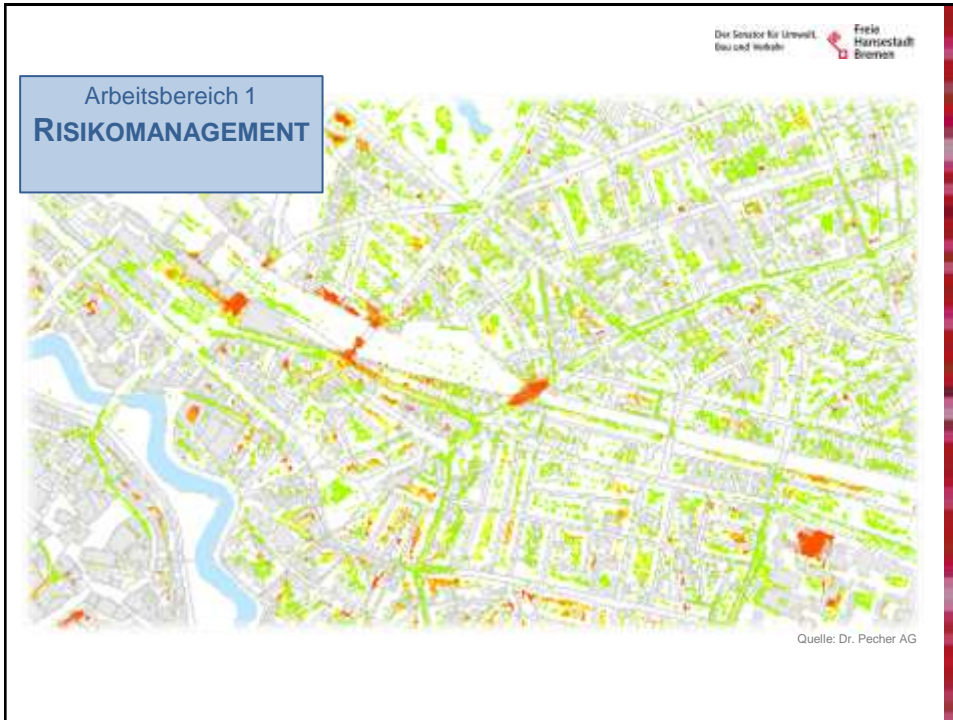 Der Senator für Umwelt,
Bau und Verkehr
Freie
Hansestadt
Bremen
Arbeitsbereich 1
RISIKOMANAGEMENT
Quelle: Dr. Pecher AG